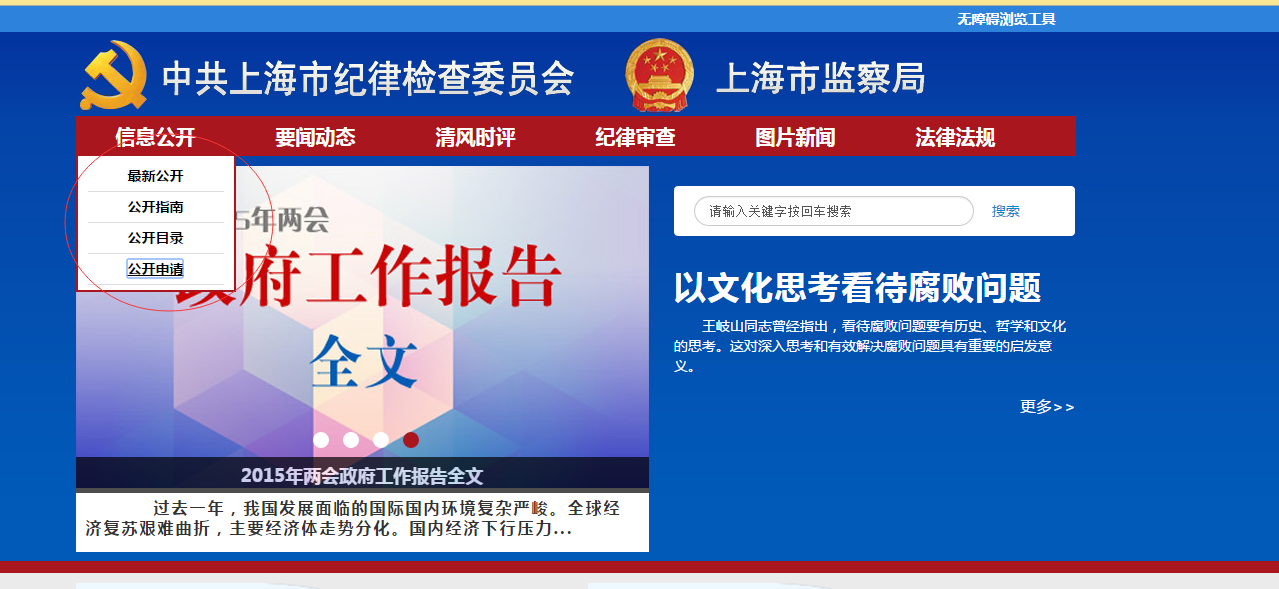 无障碍浏览工具
中共上海市纪律检查委员会
上海市监察局
信息公开 要闻动态 清风时评 纪律审查 图片新闻 法律法规
最新公开
公开指南
公开目录
公开申请
5年两会
政府工作报告
全文
2015年两会政府工作报告全文
过去一年，我国发展面临的国际国内环境复杂严峻。全球经
济复苏艰难曲折，主要经济体走势分化。国内经济下行压力...
请输入关键字按回车搜索 搜索
以文化思考看待腐败问题
王岐山同志曾经指出，看待腐败问题要有历史、哲学和文化
的思考。这对深入思考和有效解决腐败问题具有重要的启发意
义。
更多>>